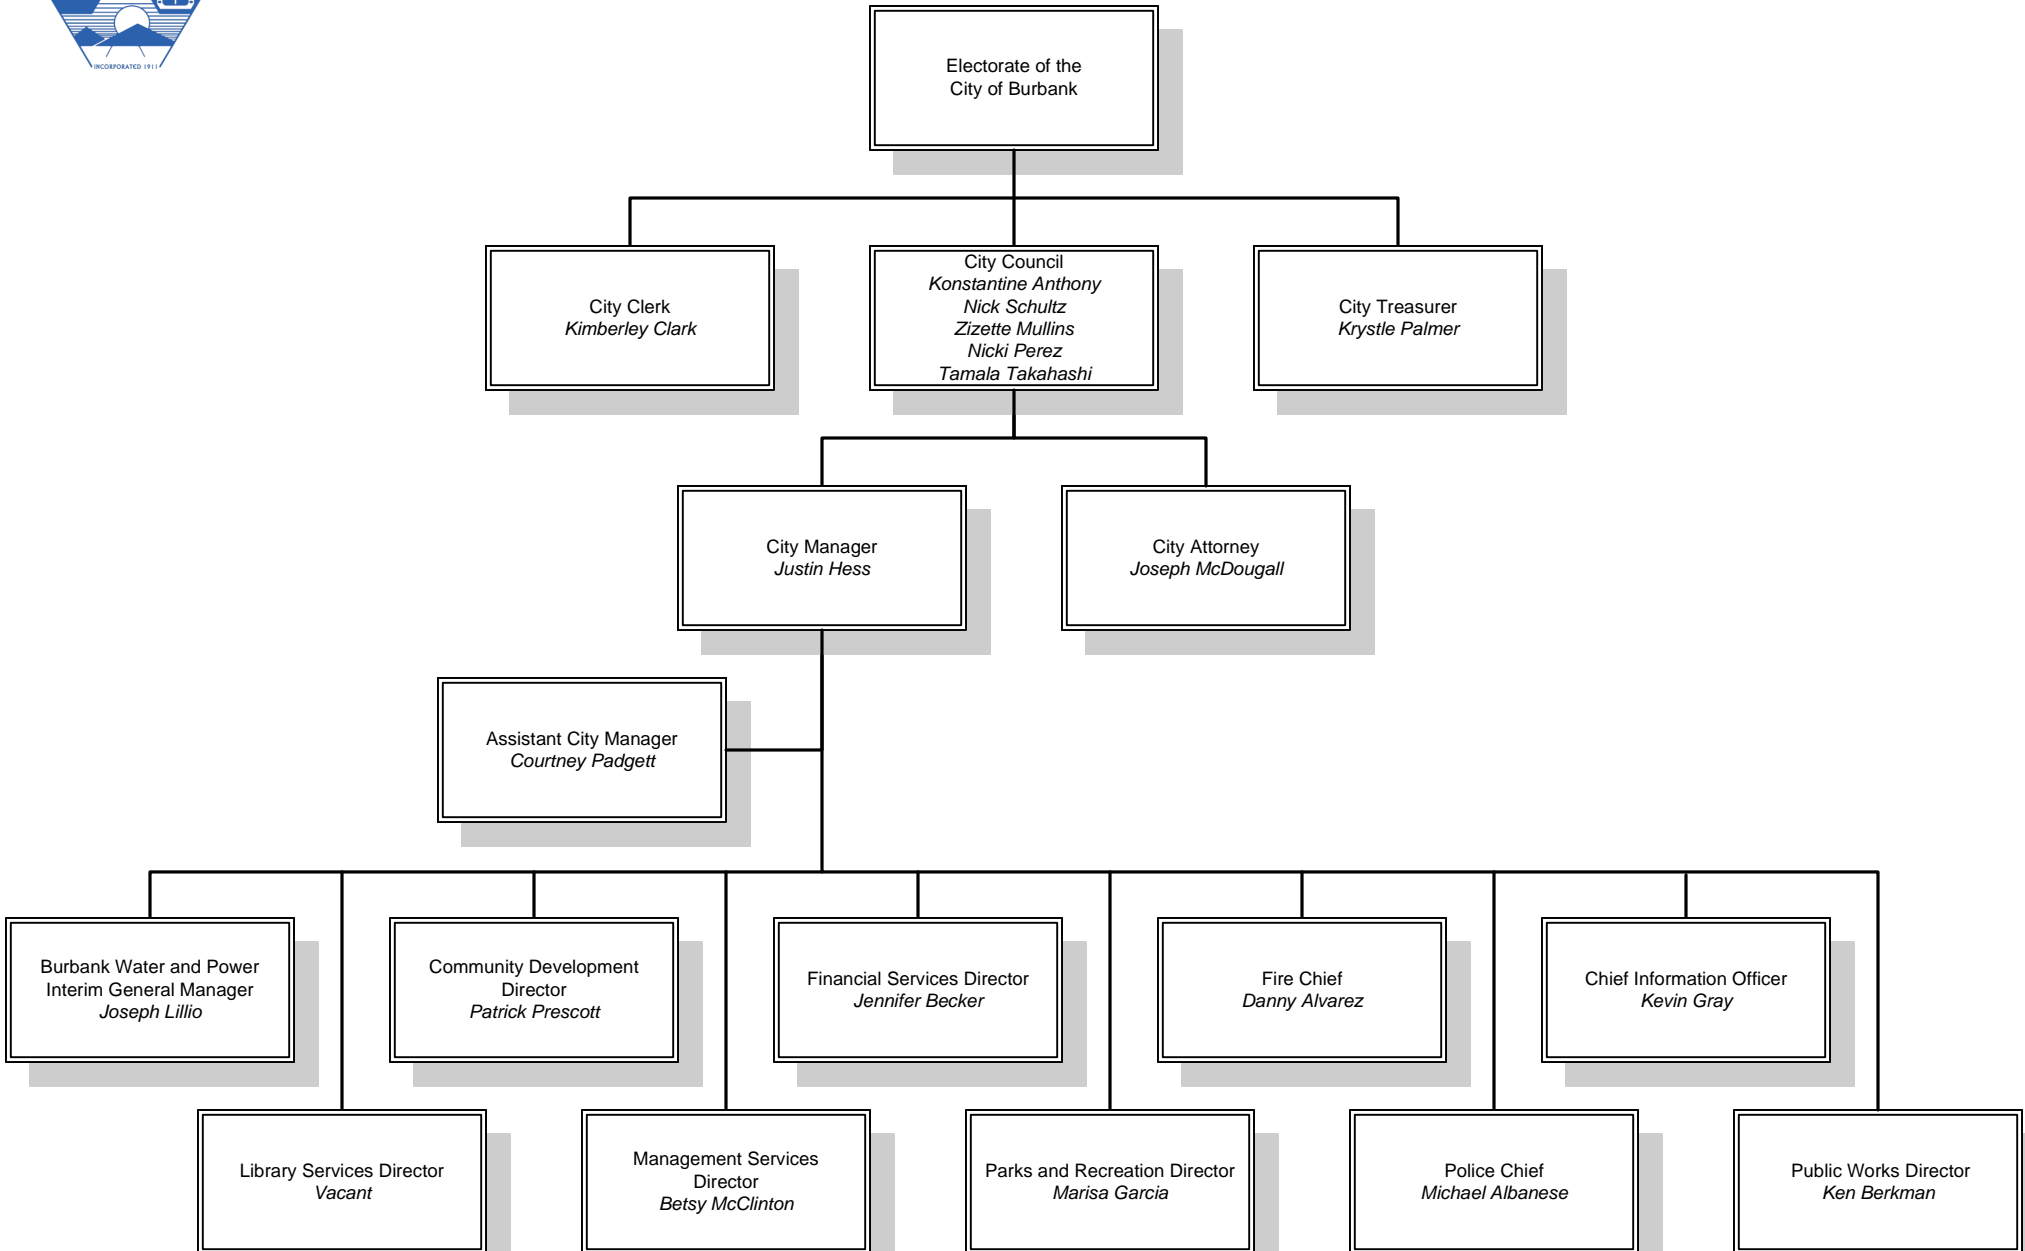 INCORPORATED 1911
Electorate of the
City of Burbank
City Clerk
Kimberley Clark
City Council
Konstantine Anthony
Nick Schultz
Zizette Mullins
Nicki Perez
Tamala Takahashi
City Treasurer
Krystle Palmer
City Manager
Justin Hess
City Attorney
Joseph McDougall
Assistant City Manager
Courtney Padgett
Burbank Water and Power
Interim General Manager
Joseph Lillio
Community Development
Director
Patrick Prescott
Financial Services Director
Jennifer Becker
Fire Chief
Danny Alvarez
Chief Information Officer
Kevin Gray
Library Services Director
Vacant
Management Services
Director
Betsy McClinton
Parks and Recreation Director
Marisa Garcia
Police Chief
Michael Albanese
Public Works Director
Ken Berkman